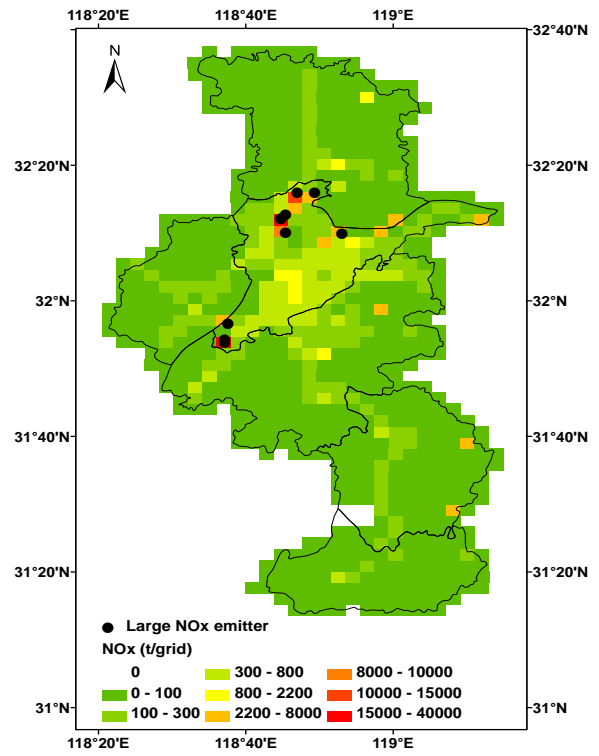 118°20'E 118°40'E 119°E
N
32°40'N
32°20'N 32°20'N
32°0'N 32°0'N
31°40'N 31°40'N
31°20'N 31°20'N
31°N 31°N
Large NOx emitter
NOx (t/grid)
0 300 - 800 8000 - 10000
0 - 100 800 - 2200 10000 - 15000
100 - 300 2200 - 8000 15000 - 40000
118°20'E 118°40'E 119°E